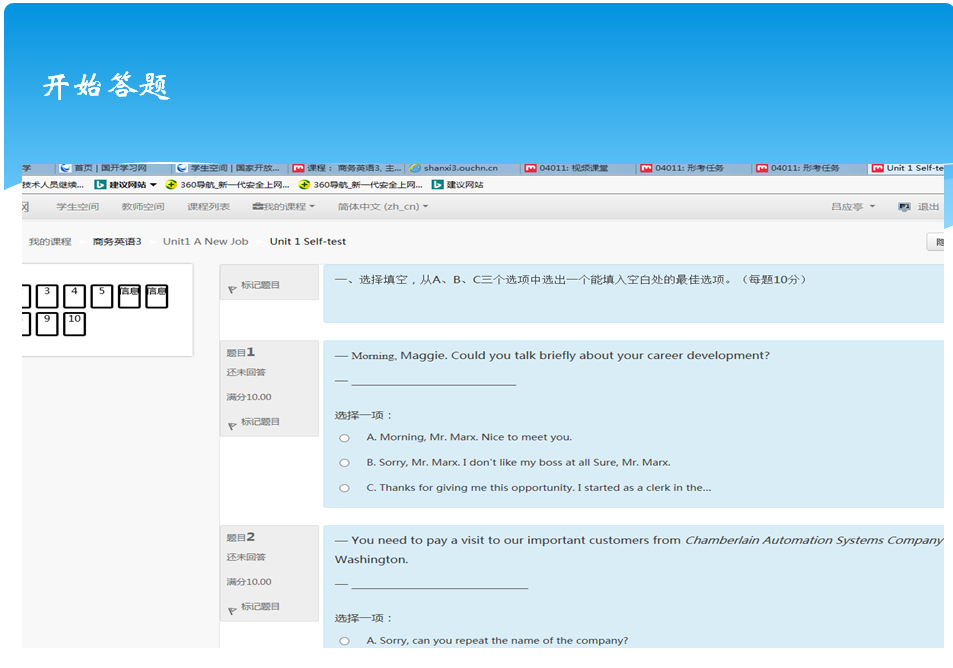 开始答题
学 首页 | 国开学习网 学生空间 | 国家开放... 课程： 商务英语3, 主... shanxi3.ouchn.cn 04011: 视频课堂 04011: 形考任务 04011: 形考任务 Unit 1 Self-te
技术人员继续... 建议网站 360导航_新一代安全上网... 360导航_新一代安全上网... 建议网站
网 学生空间 教师空间 课程列表 我的课程 简体中文 (zh_cn) 吕应亭 退出
我的课程 商务英语3 Unit1 A New Job Unit 1 Self-test 隐
3 4 5 信息 信息
9 10
标记题目
一、选择填空，从A、B、C三个选项中选出一个能填入空白处的最佳选项。（每题10分）
题目1
还未回答
满分10.00
标记题目
— Morning, Maggie. Could you talk briefly about your career development?
— ___________________________
选择一项：
A. Morning, Mr. Marx. Nice to meet you.
B. Sorry, Mr. Marx. I don't like my boss at all Sure, Mr. Marx.
C. Thanks for giving me this opportunity. I started as a clerk in the...
题目2
还未回答
满分10.00
标记题目
— You need to pay a visit to our important customers from Chamberlain Automation Systems Company
Washington.
— _____________________________
选择一项：
A. Sorry, can you repeat the name of the company?